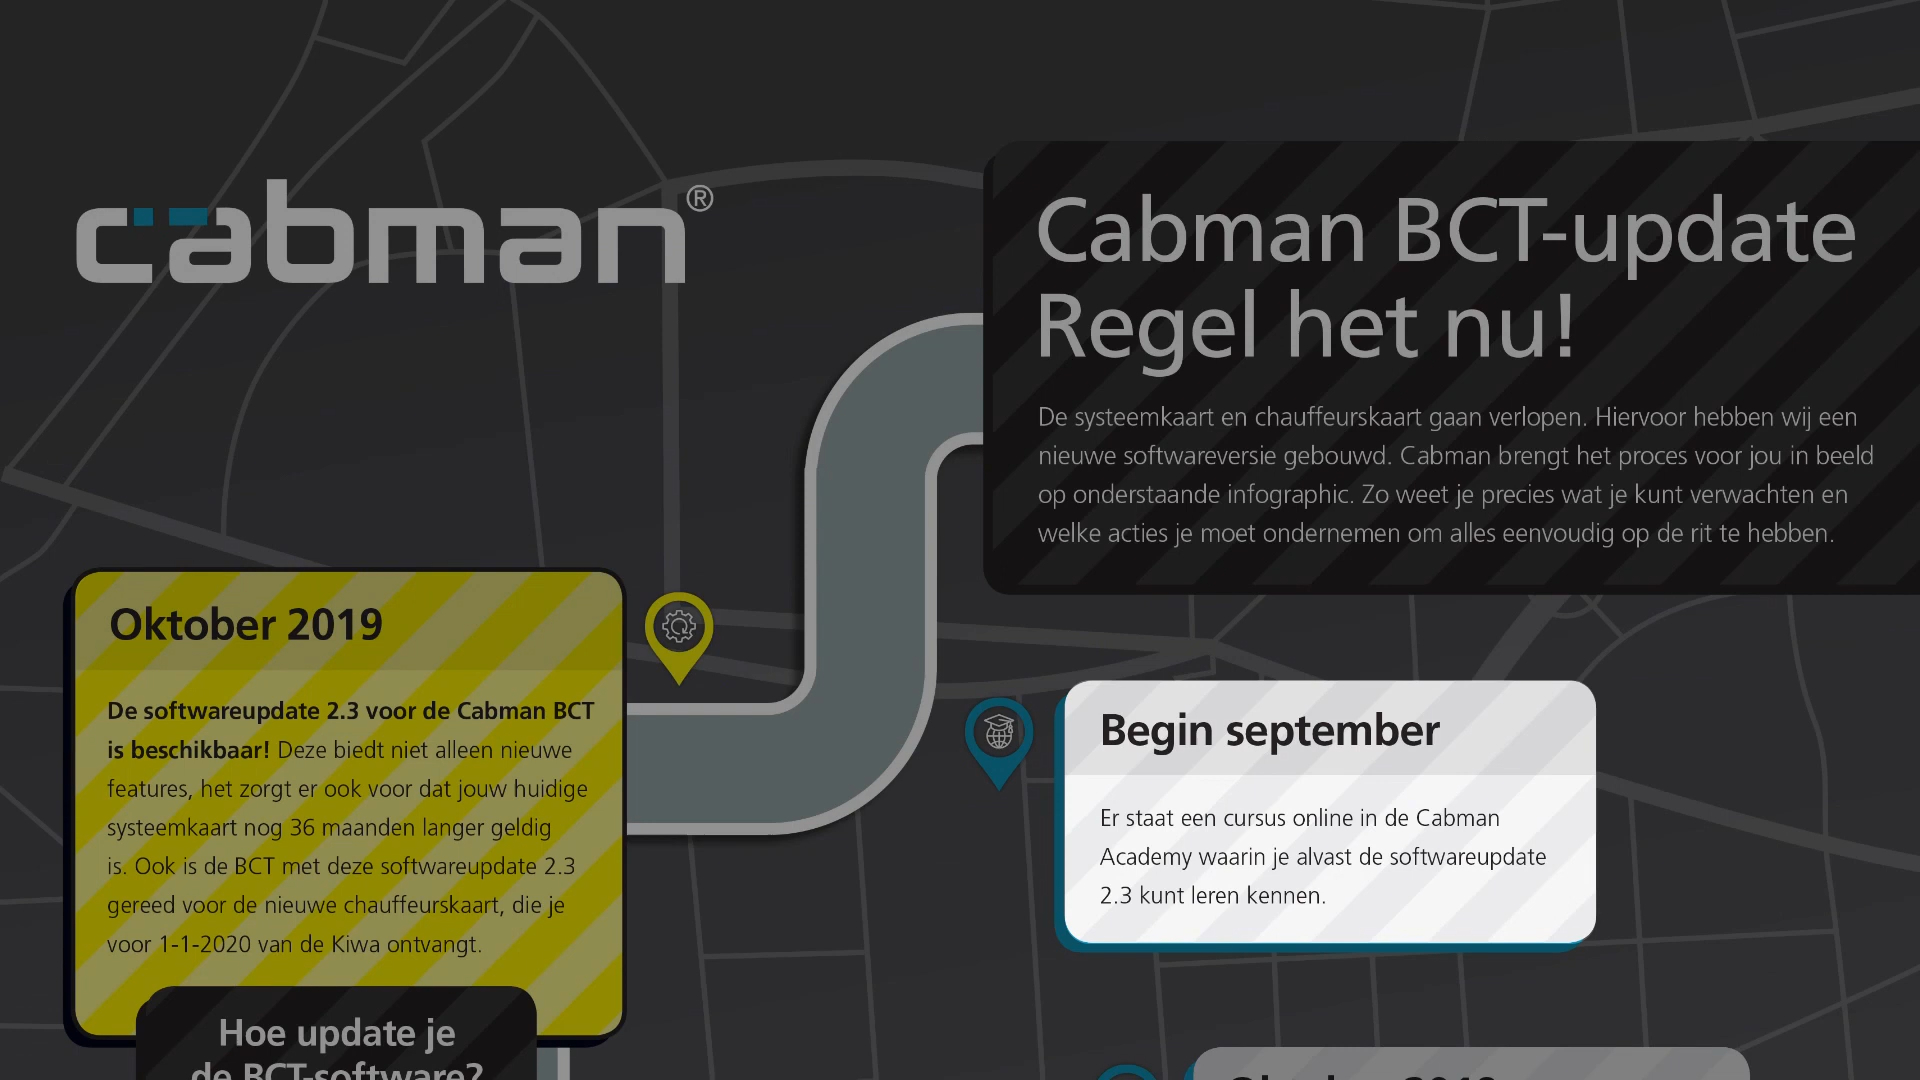 cabman®
Cabman BCT-update
Regel het nu!
De systeemkaart en chauffeurskaart gaan verlopen. Hiervoor hebben wij een
nieuwe softwareversie gebouwd. Cabman brengt het proces voor jou in beeld
op onderstaande infographic. Zo weet je precies wat je kunt verwachten en
welke acties je moet ondernemen om alles eenvoudig op de rit te hebben.
Oktober 2019
De softwareupdate 2.3 voor de Cabman BCT
is beschikbaar! Deze biedt niet alleen nieuwe
features, het zorgt er ook voor dat jouw huidige
systeemkaart nog 36 maanden langer geldig
is. Ook is de BCT met deze softwareupdate 2.3
gereed voor de nieuwe chauffeurskaart, die je
voor 1-1-2020 van de Kiwa ontvangt.
Hoe update je
de BCT-software?
Begin september
Er staat een cursus online in de Cabman
Academy waarin je alvast de softwareupdate
2.3 kunt leren kennen.